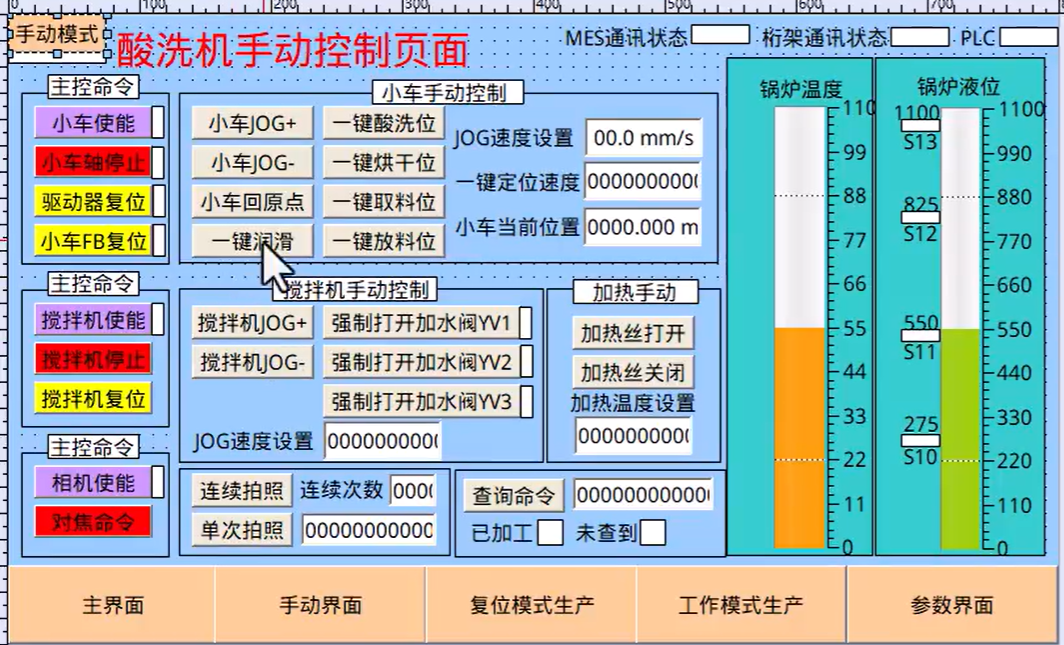 0 100 200 300 400 500 600 700
手动模式
酸洗机手动控制页面
MES通讯状态 桁架通讯状态 PLC
主控命令
小车使能
小车轴停止
驱动器复位
小车FB复位
小车手动控制
小车JOG+ 一键酸洗位
小车JOG- 一键烘干位
小车回原点 一键取料位
一键润滑 一键放料位
JOG速度设置 00.0 mm/s
一键定位速度 0000000000
小车当前位置 0000.000 m
主控命令
搅拌机使能
搅拌机停止
搅拌机复位
搅拌机手动控制
搅拌机JOG+ 强制打开加水阀YV1
搅拌机JOG- 强制打开加水阀YV2
强制打开加水阀YV3
JOG速度设置 0000000000
加热手动
加热丝打开
加热丝关闭
加热温度设置
0000000000
主控命令
相机使能
对焦命令
连续拍照 连续次数 000
单次拍照 00000000000
查询命令 00000000000
已加工 未查到
锅炉温度
110
99
88
77
66
55
44
33
22
11
0
锅炉液位
1100
S13
825
S12
550
S11
275
S10
1100
990
880
770
660
550
440
330
220
110
0
主界面 手动界面 复位模式生产 工作模式生产 参数界面